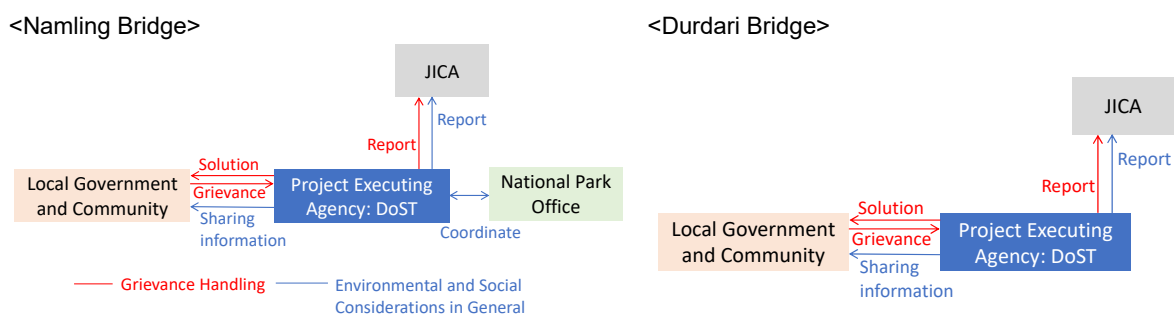 <Namling Bridge>
JICA
Report
Report
Solution
Local Government
and Community
Grievance
Project Executing
Agency: DoST
National Park
Office
Sharing
information
Coordinate
Grievance Handling
Environmental and Social
Considerations in General
<Durdari Bridge>
JICA
Report
Report
Solution
Local Government
and Community
Grievance
Project Executing
Agency: DoST
Sharing
information